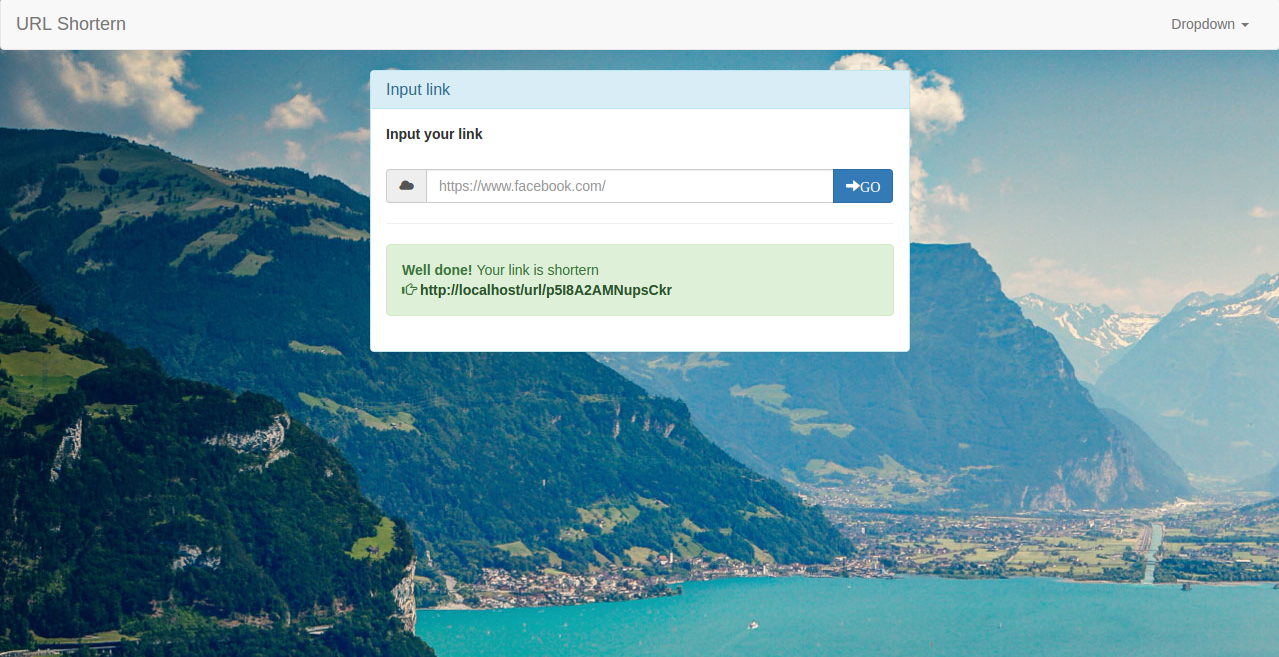 URL Shortern
Dropdown
Input link
Input your link
https://www.facebook.com/
GO
Well done! Your link is shortern
http://localhost/url/p5I8A2AMNupsCkr